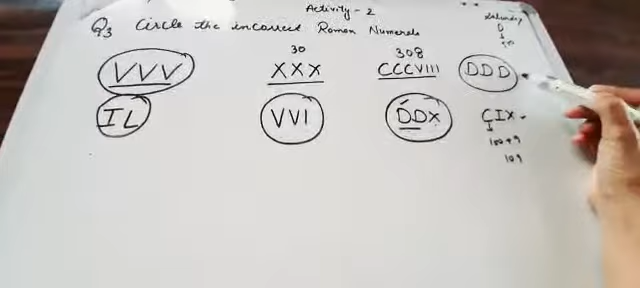 Activity - 2
Q3 Circle the incorrect Roman Numerals
Saturday
D
30
308
VVV XXX CCCVIII DDD
IL VVI DDX CIX
100+9
109